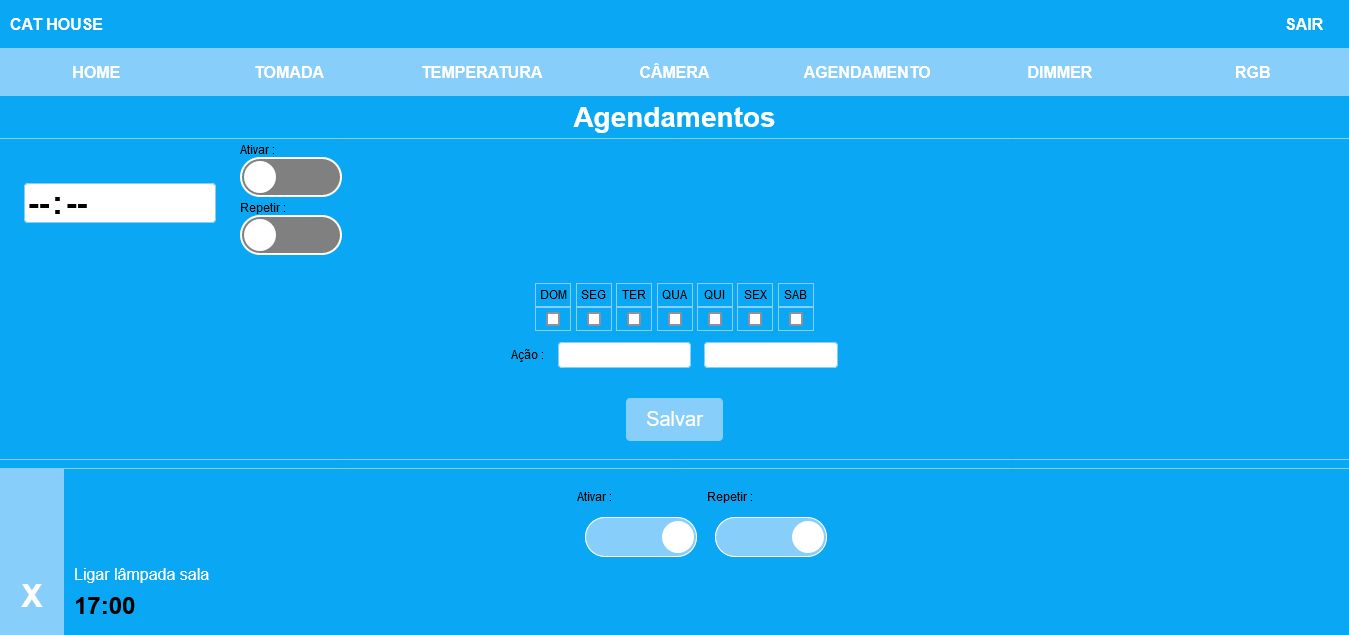 CAT HOUSE SAIR
HOME TOMADA TEMPERATURA CÂMERA AGENDAMENTO DIMMER RGB
Agendamentos
Ativar :
--:--
Repetir :
DOM SEG TER QUA QUI SEX SAB
Ação :
Salvar
Ativar : Repetir :
Ligar lâmpada sala
X
17:00